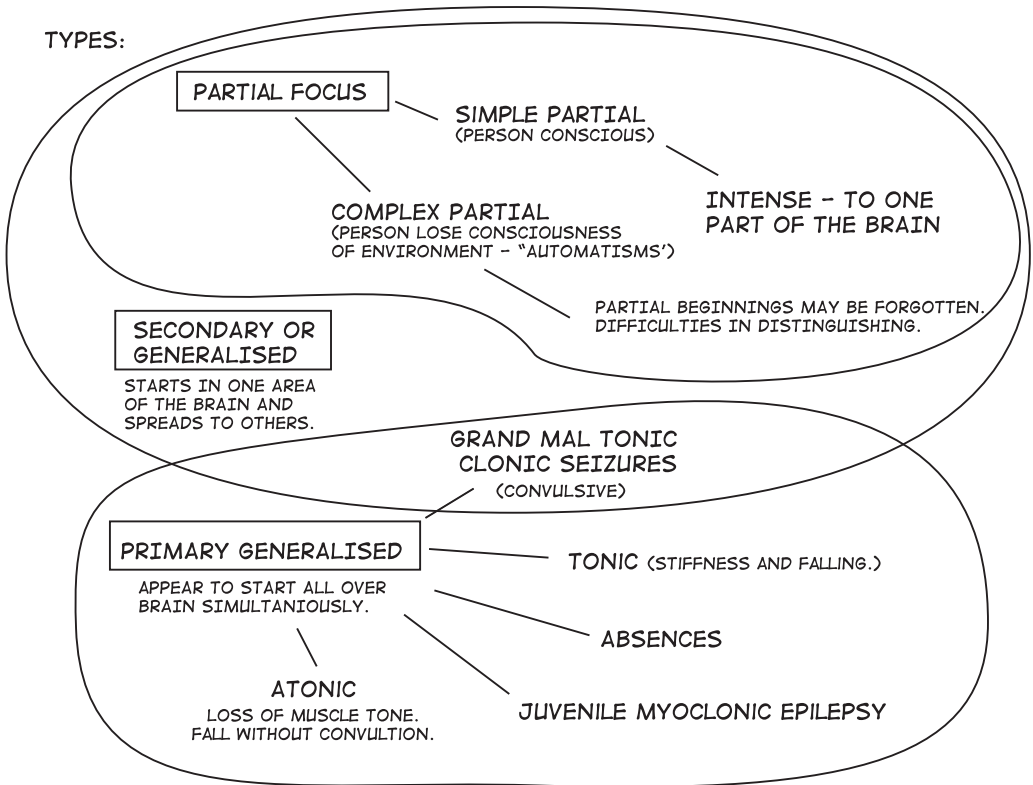 TYPES:
PARTIAL FOCUS
SIMPLE PARTIAL
(PERSON CONSCIOUS)
INTENSE - TO ONE
PART OF THE BRAIN
COMPLEX PARTIAL
(PERSON LOSE CONSCIOUSNESS
OF ENVIRONMENT - “AUTOMATISMS’)
PARTIAL BEGINNINGS MAY BE FORGOTTEN.
DIFFICULTIES IN DISTINGUISHING.
SECONDARY OR
GENERALISED
STARTS IN ONE AREA
OF THE BRAIN AND
SPREADS TO OTHERS.
GRAND MAL TONIC
CLONIC SEIZURES
(CONVULSIVE)
PRIMARY GENERALISED
APPEAR TO START ALL OVER
BRAIN SIMULTANIOUSLY.
TONIC (STIFFNESS AND FALLING.)
ABSENCES
JUVENILE MYOCLONIC EPILEPSY
ATONIC
LOSS OF MUSCLE TONE.
FALL WITHOUT CONVULTION.